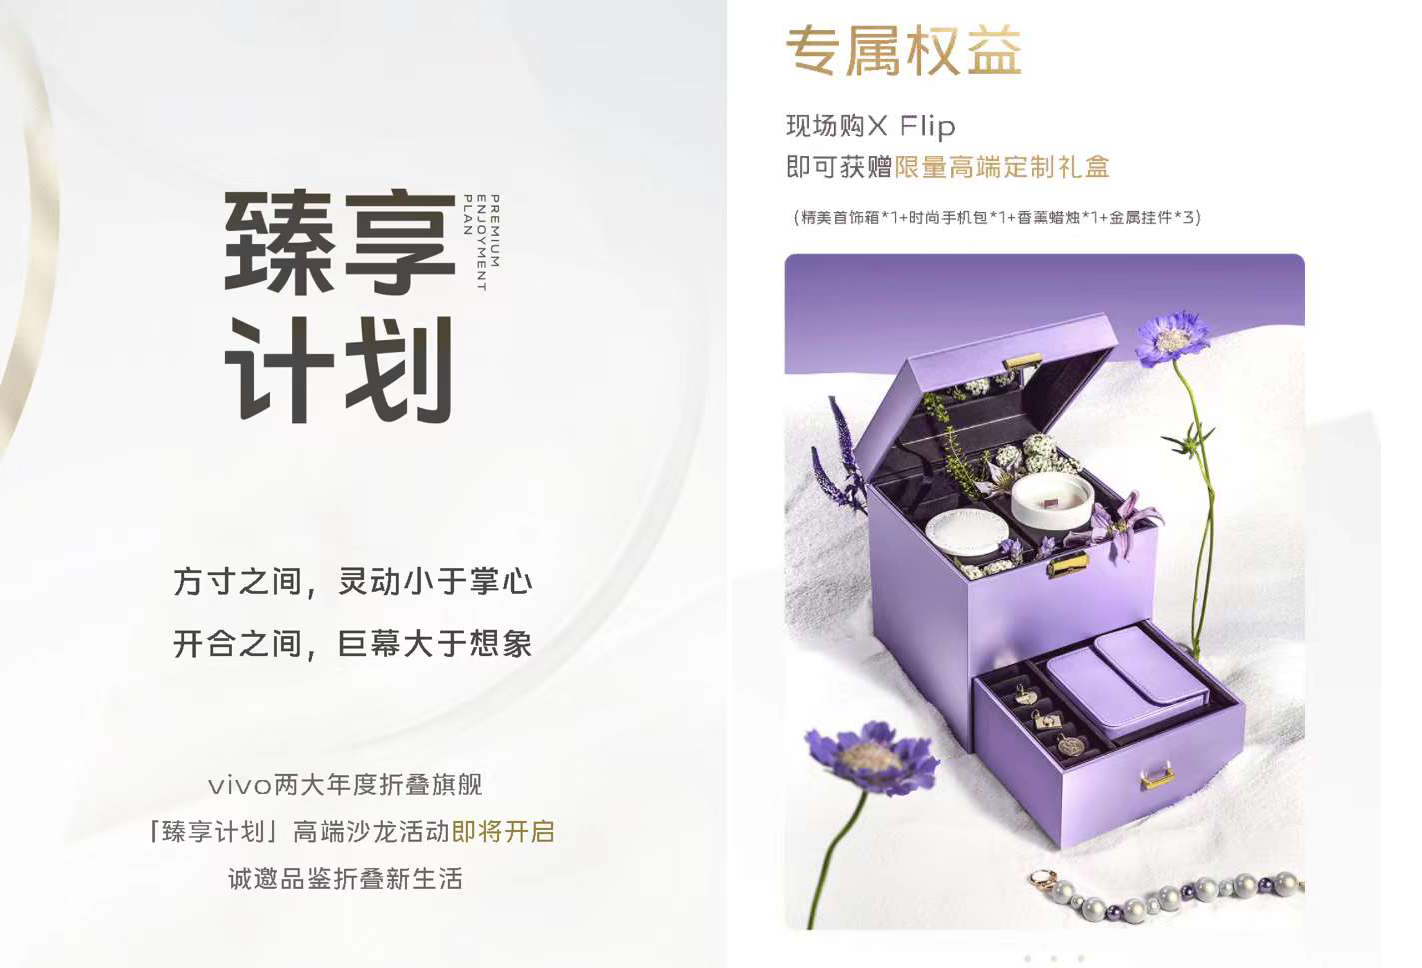 臻享
计划
PREMIUM
ENJOYMENT
PLAN
方寸之间，灵动小于掌心
开合之间，巨幕大于想象
vivo两大年度折叠旗舰
「臻享计划」高端沙龙活动即将开启
诚邀品鉴折叠新生活
专属权益
现场购X Flip
即可获赠限量高端定制礼盒
（精美首饰箱*1+时尚手机包*1+香薰蜡烛*1+金属挂件*3）